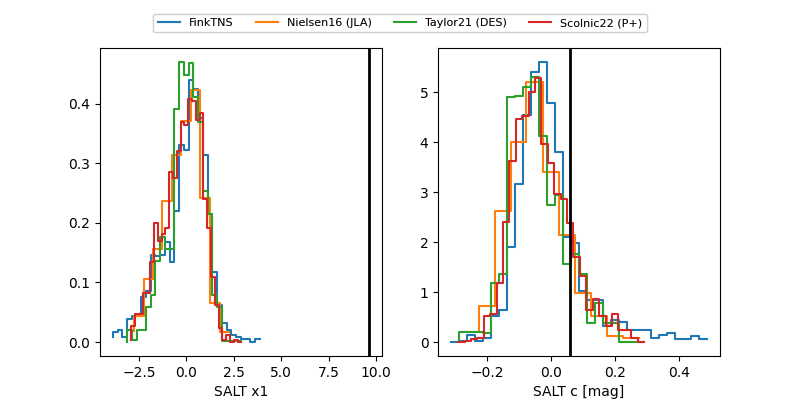 FinkTNS Nielsen16 (JLA) Taylor21 (DES) Scolnic22 (P+)
0.4
0.3
0.2
0.1
0.0
−2.5 0.0 2.5 5.0 7.5 10.0
SALT x1
5
4
3
2
1
0
−0.2 0.0 0.2 0.4
SALT c [mag]